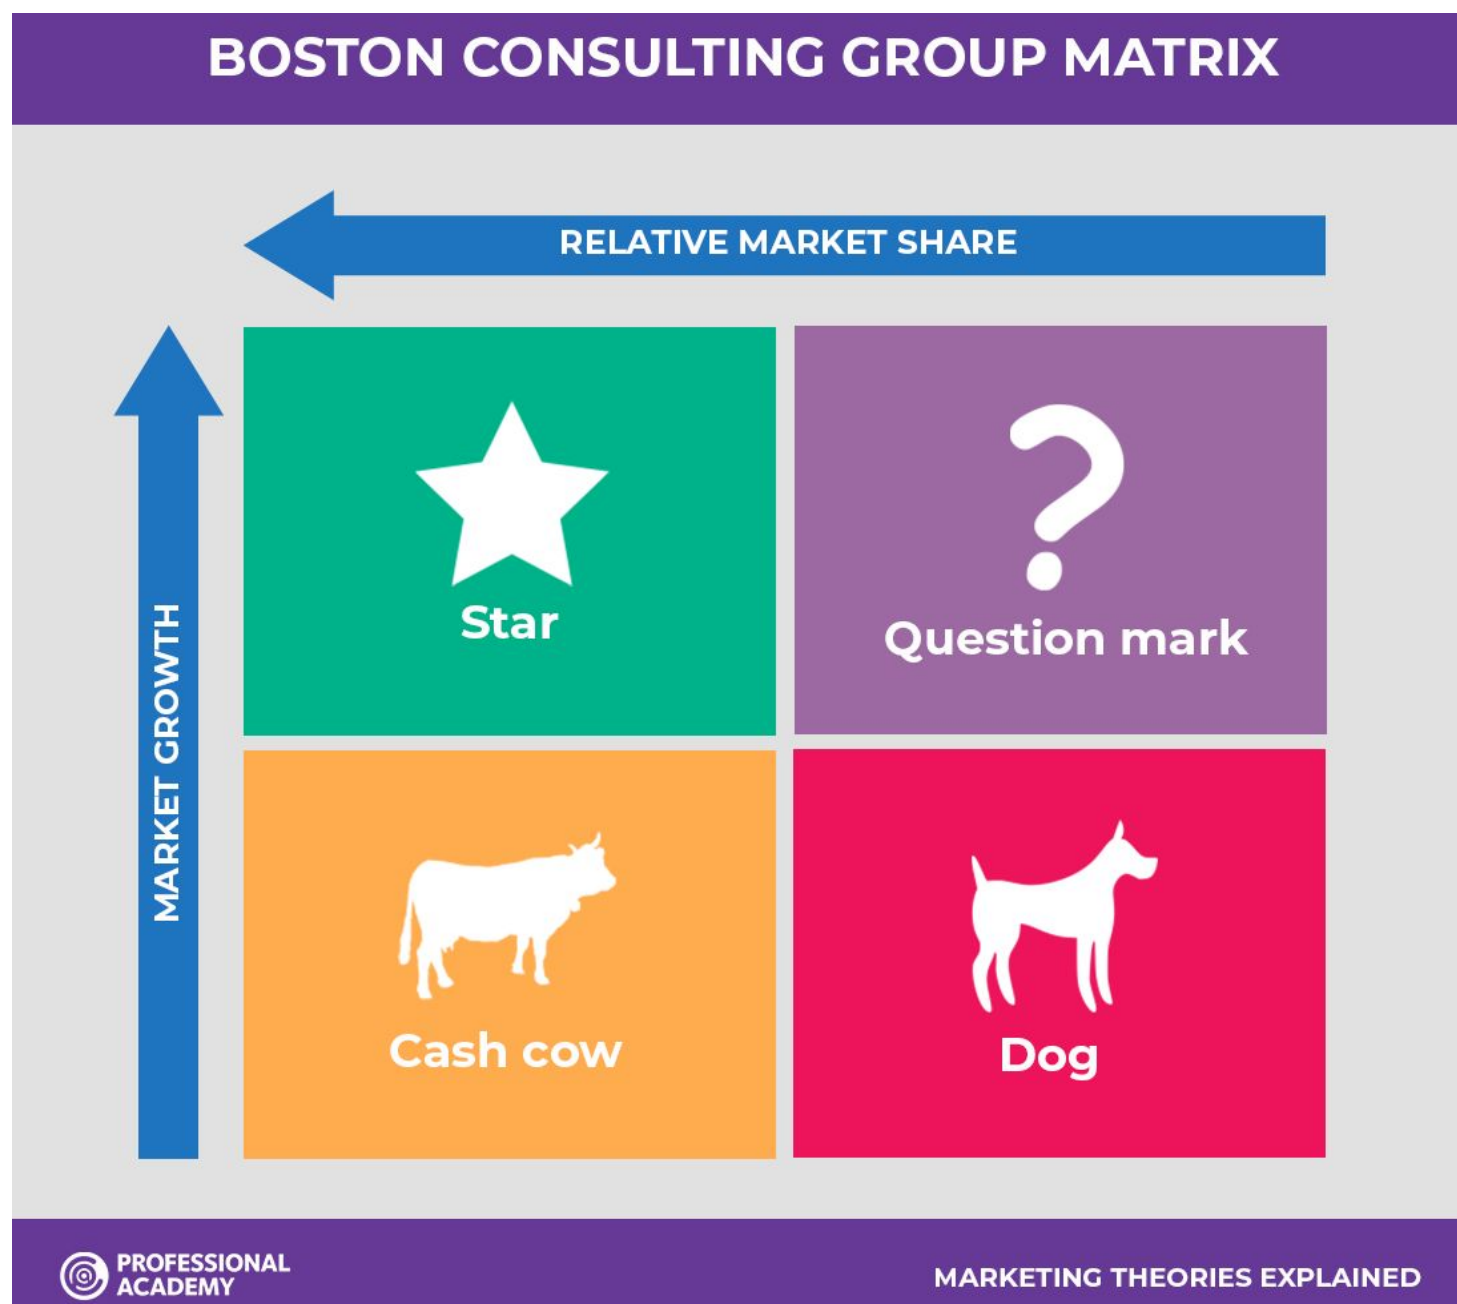 BOSTON CONSULTING GROUP MATRIX
RELATIVE MARKET SHARE
MARKET GROWTH
Star
Question mark
Cash cow
Dog
PROFESSIONAL
ACADEMY
MARKETING THEORIES EXPLAINED